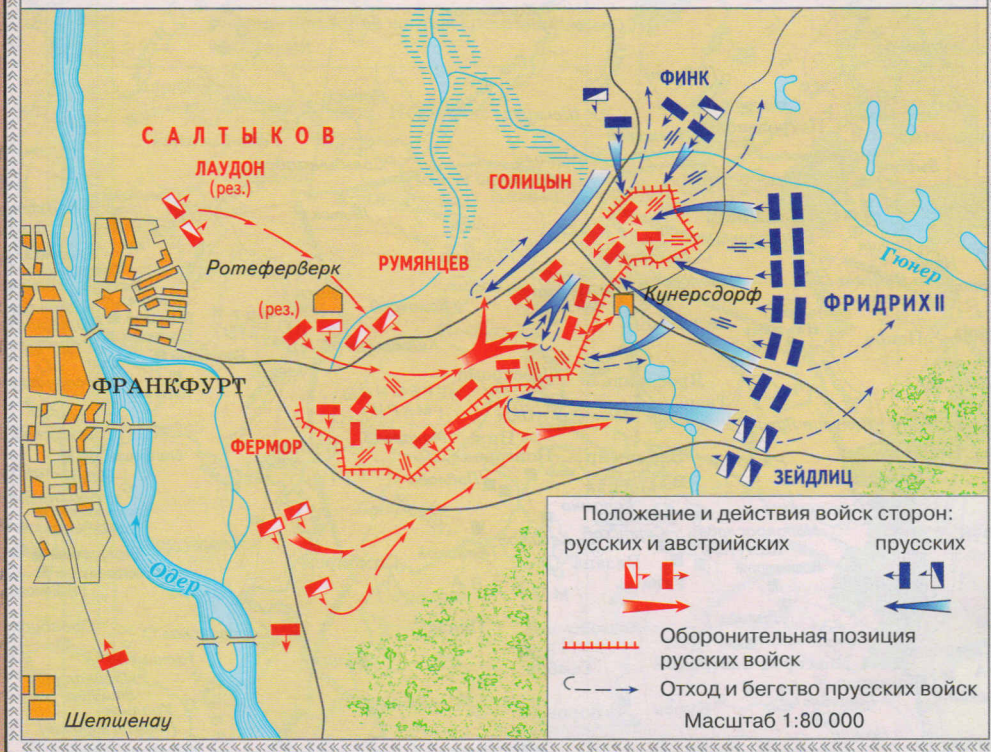 ФИНК
САЛТЫКОВ
ЛАУДОН
(рез.)
ГОЛИЦЫН
РУМЯНЦЕВ
Гюнер
Ротеферверк
Кунерсдорф
(рез.)
ФРИДРИХ II
ФРАНКФУРТ
ФЕРМОР
ЗЕЙДЛИЦ
Одер
Шетшенау
Положение и действия войск сторон:
русских и австрийских
прусских
Оборонительная позиция
русских войск
Отход и бегство прусских войск
Масштаб 1:80 000